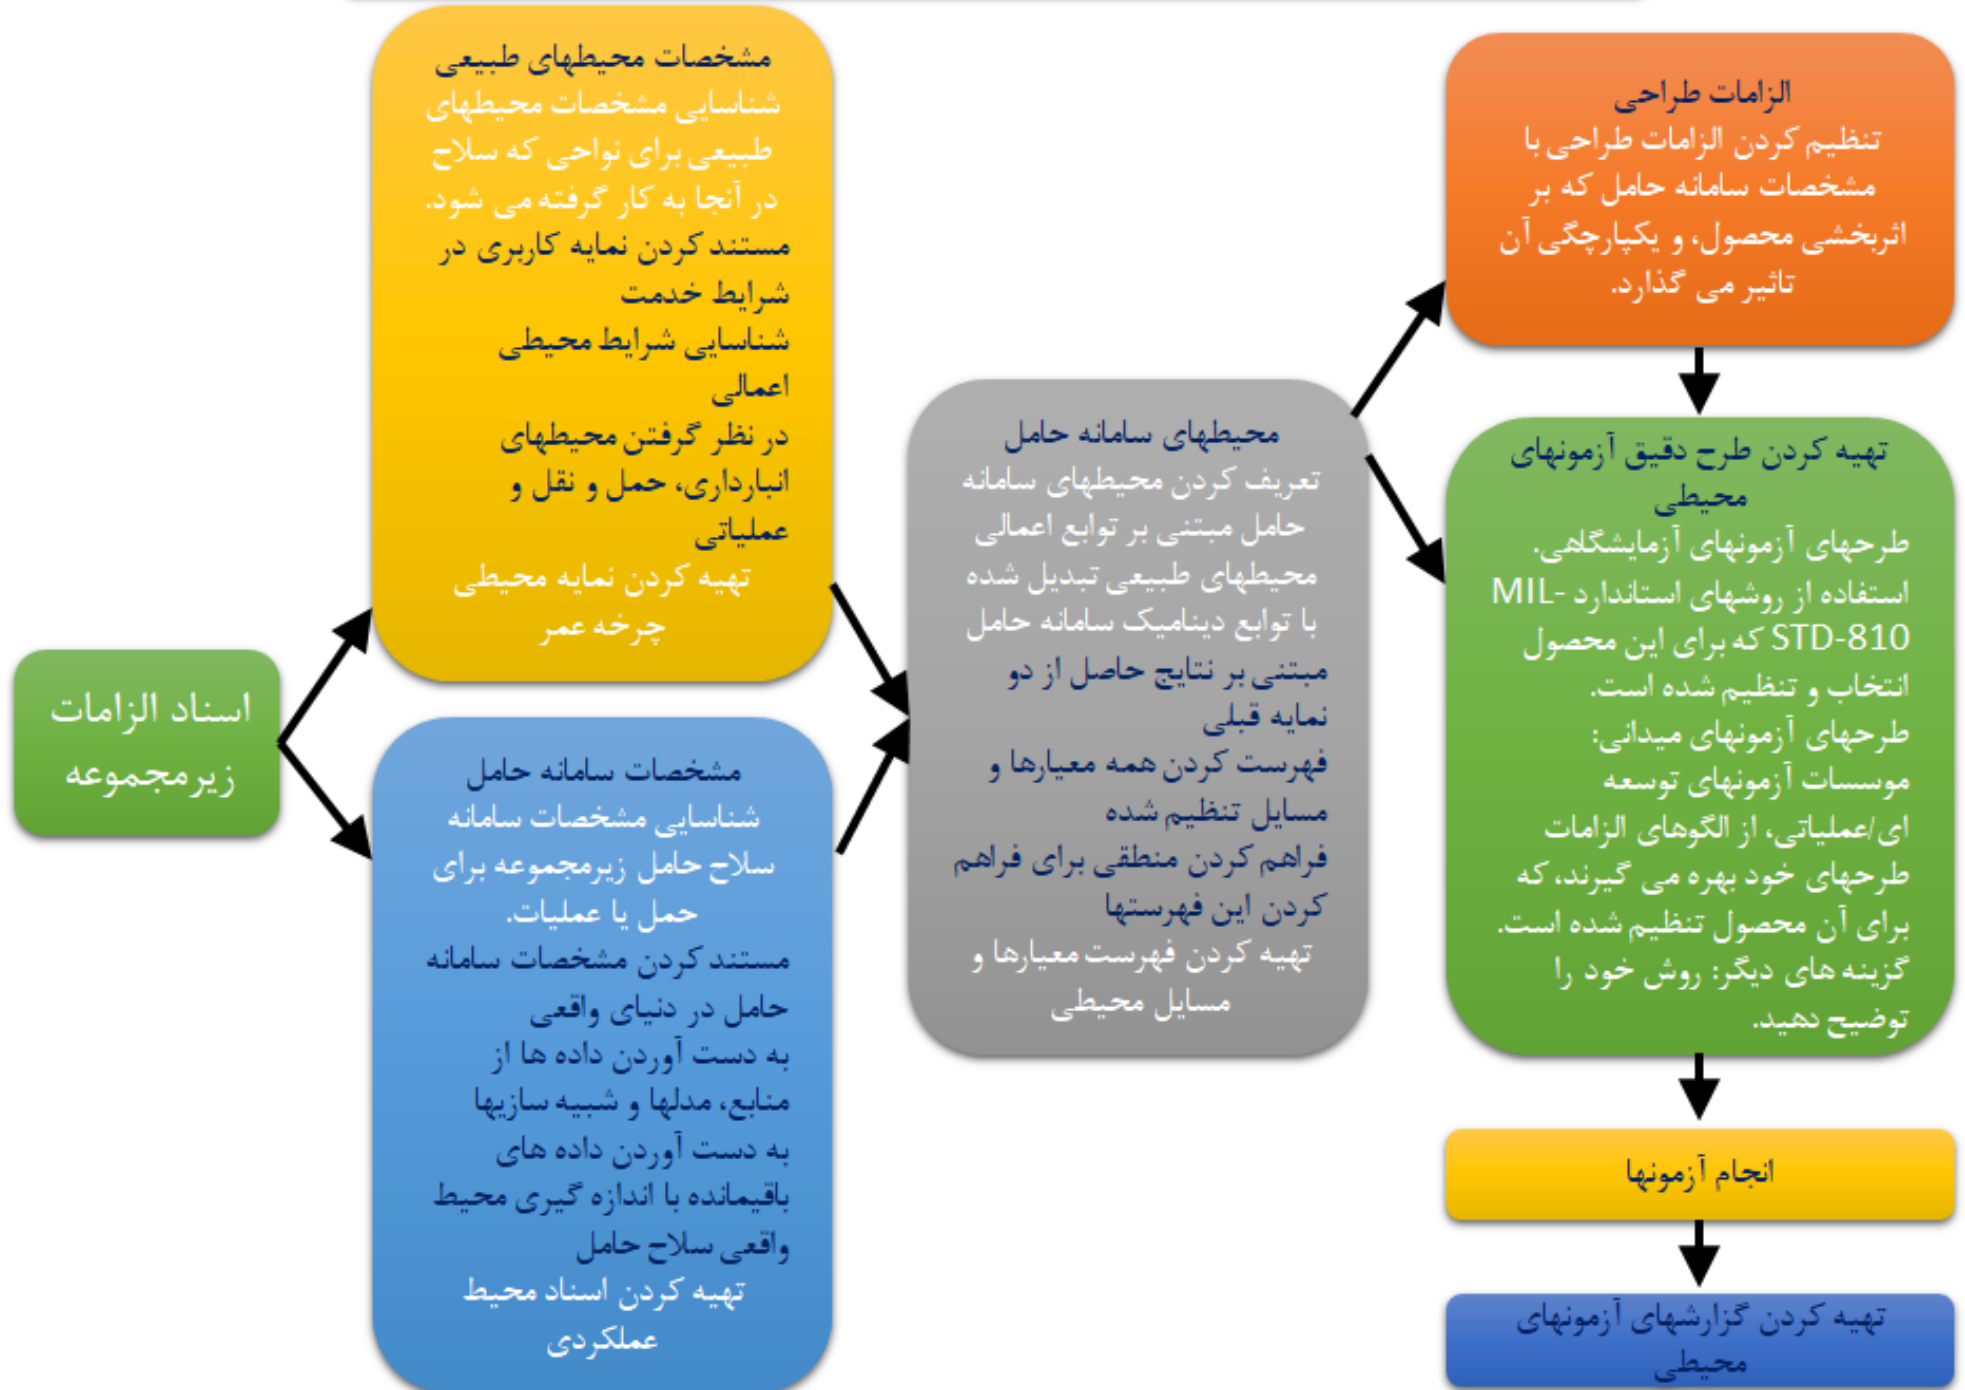 اسناد الزامات
زیرمجموعه
مشخصات محیطهای طبیعی
شناسایی مشخصات محیطهای
طبیعی برای نواحی که سلاح
در آنجا به کار گرفته می شود.
مستند کردن نمایه کاربری در
شرایط خدمت
شناسایی شرایط محیطی
اعمالی
در نظر گرفتن محیطهای
انبارداری، حمل و نقل و
عملیاتی
تهیه کردن نمایه محیطی
چرخه عمر
مشخصات سامانه حامل
شناسایی مشخصات سامانه
سلاح حامل زیرمجموعه برای
حمل یا عملیات.
مستند کردن مشخصات سامانه
حامل در دنیای واقعی
به دست آوردن داده ها از
منابع، مدلها و شبیه سازیها
به دست آوردن داده های
باقیمانده با اندازه گیری محیط
واقعی سلاح حامل
تهیه کردن اسناد محیط
عملکردی
محیطهای سامانه حامل
تعریف کردن محیطهای سامانه
حامل مبتنی بر توابع اعمالی
محیطهای طبیعی تبدیل شده
با توابع دینامیک سامانه حامل
مبتنی بر نتایج حاصل از دو
نمایه قبلی
فهرست کردن همه معیارها و
مسایل تنظیم شده
فراهم کردن منطقی برای فراهم
کردن این فهرستها
تهیه کردن فهرست معیارها و
مسایل محیطی
الزامات طراحی
تنظیم کردن الزامات طراحی با
مشخصات سامانه حامل که بر
اثربخشی محصول، و یکپارچگی آن
تاثیر می گذارد.
تهیه کردن طرح دقیق آزمونهای
محیطی
طرحهای آزمونهای آزمایشگاهی.
استفاده از روشهای استاندارد MIL-
STD-810 که برای این محصول
انتخاب و تنظیم شده است.
طرحهای آزمونهای میدانی:
موسسات آزمونهای توسعه
ای/عملیاتی، از الگوهای الزامات
طرحهای خود بهره می گیرند، که
برای آن محصول تنظیم شده است.
گزینه های دیگر: روش خود را
توضیح دهید.
انجام آزمونها
تهیه کردن گزارشهای آزمونهای
محیطی